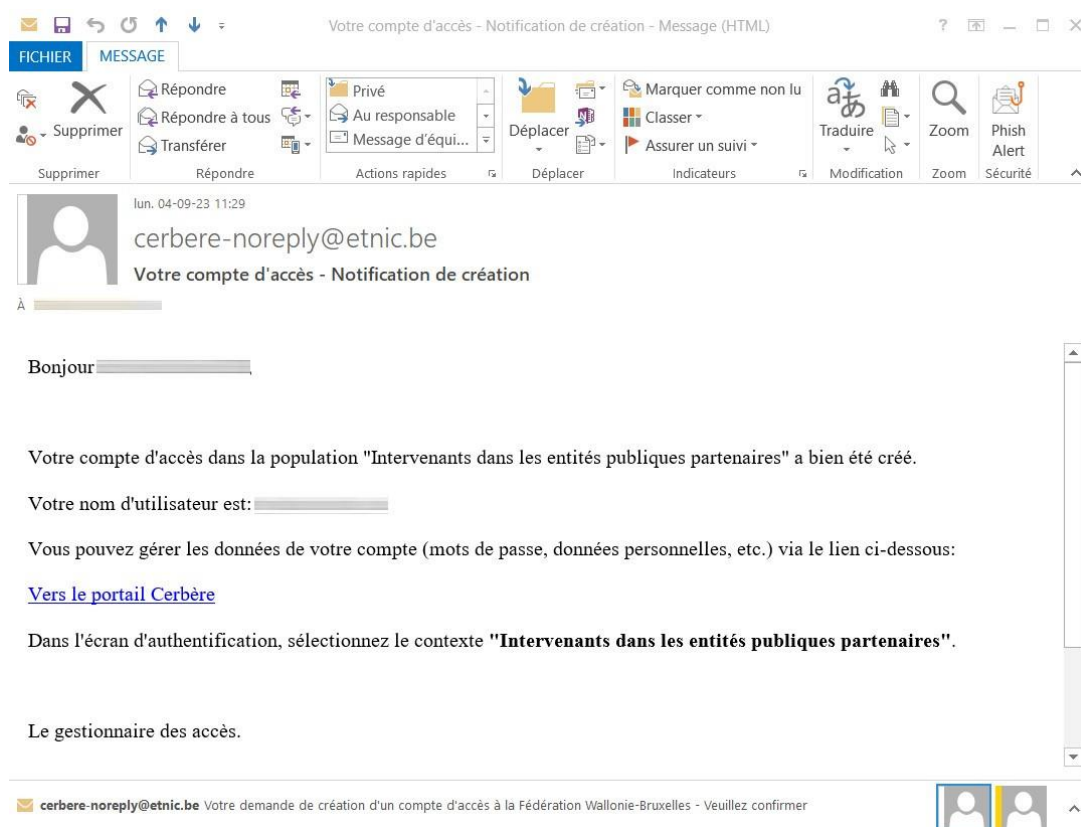 Votre compte d'accès - Notification de création - Message (HTML)
?
FICHIER MESSAGE
Supprimer
Répondre
Répondre à tous
Transférer
Privé
Au responsable
Message d'équi...
Déplacer
Marquer comme non lu
Classer
Assurer un suivi
Traduire
Zoom
Phish Alert
Supprimer Répondre Actions rapides Déplacer Indicateurs Modification Zoom Sécurité
lun. 04-09-23 11:29
cerbere-noreply@etnic.be
Votre compte d'accès - Notification de création
À
Bonjour ,
Votre compte d'accès dans la population "Intervenants dans les entités publiques partenaires" a bien été créé.
Votre nom d'utilisateur est:
Vous pouvez gérer les données de votre compte (mots de passe, données personnelles, etc.) via le lien ci-dessous:
Vers le portail Cerbère
Dans l'écran d'authentification, sélectionnez le contexte "Intervenants dans les entités publiques partenaires".
Le gestionnaire des accès.
cerbere-noreply@etnic.be Votre demande de création d'un compte d'accès à la Fédération Wallonie-Bruxelles - Veuillez confirmer